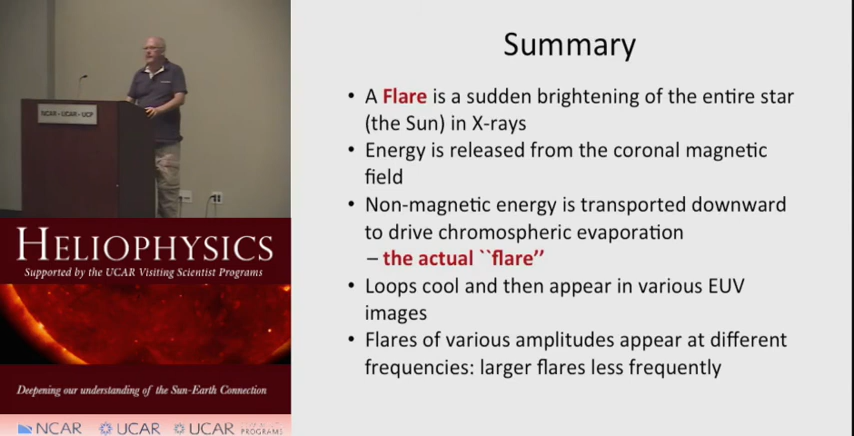 NCAR - UCAR - UCP
HELIOPHYSICS
Supported by the UCAR Visiting Scientist Programs
Deepening our understanding of the Sun-Earth Connection
NCAR UCAR UCAR PROGRAMS
Summary
• A Flare is a sudden brightening of the entire star
(the Sun) in X-rays
• Energy is released from the coronal magnetic
field
• Non-magnetic energy is transported downward
to drive chromospheric evaporation
– the actual ``flare’’
• Loops cool and then appear in various EUV
images
• Flares of various amplitudes appear at different
frequencies: larger flares less frequently